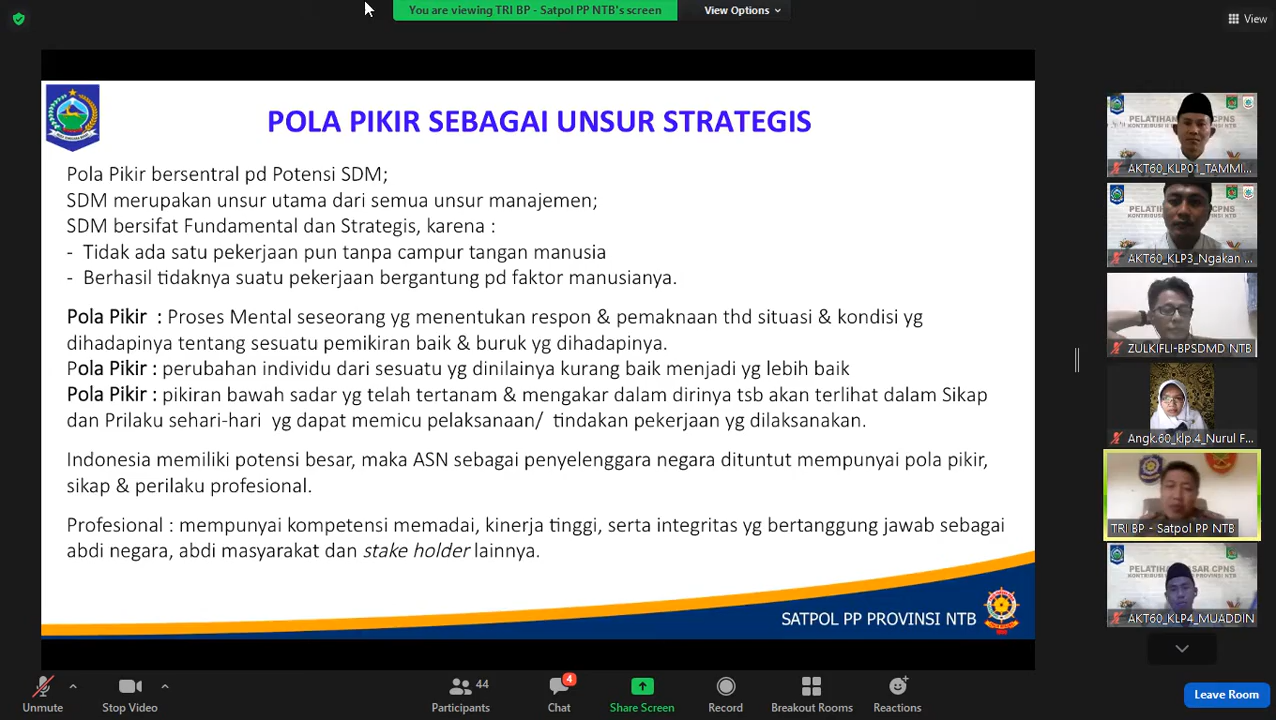 You are viewing TRI BP - Satpol PP NTB's screen
View Options
View
POLA PIKIR SEBAGAI UNSUR STRATEGIS
Pola Pikir bersentral pd Potensi SDM;
SDM merupakan unsur utama dari semua unsur manajemen;
SDM bersifat Fundamental dan Strategis, karena :
- Tidak ada satu pekerjaan pun tanpa campur tangan manusia
- Berhasil tidaknya suatu pekerjaan bergantung pd faktor manusianya.
Pola Pikir : Proses Mental seseorang yg menentukan respon & pemaknaan thd situasi & kondisi yg
dihadapinya tentang sesuatu pemikiran baik & buruk yg dihadapinya.
Pola Pikir : perubahan individu dari sesuatu yg dinilainya kurang baik menjadi yg lebih baik
Pola Pikir : pikiran bawah sadar yg telah tertanam & mengakar dalam dirinya tsb akan terlihat dalam Sikap
dan Prilaku sehari-hari yg dapat memicu pelaksanaan/ tindakan pekerjaan yg dilaksanakan.
Indonesia memiliki potensi besar, maka ASN sebagai penyelenggara negara dituntut mempunyai pola pikir,
sikap & perilaku profesional.
Profesional : mempunyai kompetensi memadai, kinerja tinggi, serta integritas yg bertanggung jawab sebagai
abdi negara, abdi masyarakat dan stake holder lainnya.
SATPOL PP PROVINSI NTB
AKT60_KLP01_TAMMI...
AKT60_KLP3_Ngakan ...
ZULKIFLI-BPSDMD NTB
Angk.60_klp.4_Nurul F...
TRI BP - Satpol PP NTB
AKT60_KLP4_MUADDIN
Unmute
Stop Video
44
Participants
4
Chat
Share Screen
Record
Breakout Rooms
Reactions
Leave Room